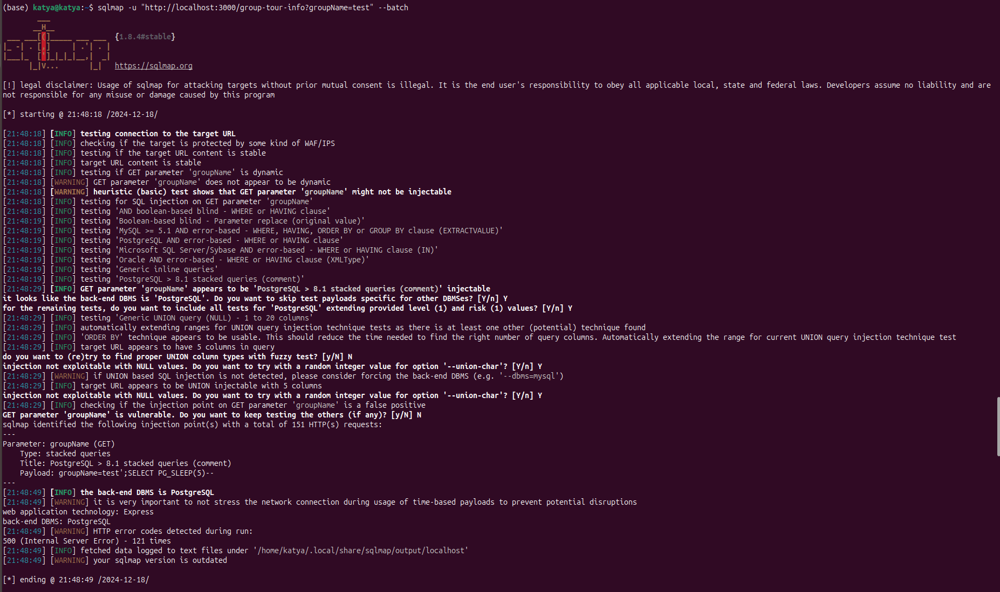 (base) katya@katya:~$ sqlmap -u "http://localhost:3000/group-tour-info?groupName=test" --batch
        ___
       __H__
 ___ ___[(]_____ ___ ___  {1.8.4#stable}
|_ -| . [,]     | .'| . |
|___|_  [']_|_|_|__,|  _|
      |_|V...       |_|   https://sqlmap.org

[!] legal disclaimer: Usage of sqlmap for attacking targets without prior mutual consent is illegal. It is the end user's responsibility to obey all applicable local, state and federal laws. Developers assume no liability and are
not responsible for any misuse or damage caused by this program

[*] starting @ 21:48:18 /2024-12-18/

[21:48:18] [INFO] testing connection to the target URL
[21:48:18] [INFO] checking if the target is protected by some kind of WAF/IPS
[21:48:18] [INFO] testing if the target URL content is stable
[21:48:18] [INFO] target URL content is stable
[21:48:18] [INFO] testing if GET parameter 'groupName' is dynamic
[21:48:18] [WARNING] GET parameter 'groupName' does not appear to be dynamic
[21:48:18] [WARNING] heuristic (basic) test shows that GET parameter 'groupName' might not be injectable
[21:48:18] [INFO] testing for SQL injection on GET parameter 'groupName'
[21:48:18] [INFO] testing 'AND boolean-based blind - WHERE or HAVING clause'
[21:48:19] [INFO] testing 'Boolean-based blind - Parameter replace (original value)'
[21:48:19] [INFO] testing 'MySQL >= 5.1 AND error-based - WHERE, HAVING, ORDER BY or GROUP BY clause (EXTRACTVALUE)'
[21:48:19] [INFO] testing 'PostgreSQL AND error-based - WHERE or HAVING clause'
[21:48:19] [INFO] testing 'Microsoft SQL Server/Sybase AND error-based - WHERE or HAVING clause (IN)'
[21:48:19] [INFO] testing 'Oracle AND error-based - WHERE or HAVING clause (XMLType)'
[21:48:19] [INFO] testing 'Generic inline queries'
[21:48:19] [INFO] testing 'PostgreSQL > 8.1 stacked queries (comment)'
[21:48:29] [INFO] GET parameter 'groupName' appears to be 'PostgreSQL > 8.1 stacked queries (comment)' injectable
it looks like the back-end DBMS is 'PostgreSQL'. Do you want to skip test payloads specific for other DBMSes? [Y/n] Y
for the remaining tests, do you want to include all tests for 'PostgreSQL' extending provided level (1) and risk (1) values? [Y/n] Y
[21:48:29] [INFO] testing 'Generic UNION query (NULL) - 1 to 20 columns'
[21:48:29] [INFO] automatically extending ranges for UNION query injection technique tests as there is at least one other (potential) technique found
[21:48:29] [INFO] 'ORDER BY' technique appears to be usable. This should reduce the time needed to find the right number of query columns. Automatically extending the range for current UNION query injection technique test
[21:48:29] [INFO] target URL appears to have 5 columns in query
do you want to (re)try to find proper UNION column types with fuzzy test? [y/N] N
injection not exploitable with NULL values. Do you want to try with a random integer value for option '--union-char'? [Y/n] Y
[21:48:29] [WARNING] if UNION based SQL injection is not detected, please consider forcing the back-end DBMS (e.g. '--dbms=mysql')
[21:48:29] [INFO] target URL appears to be UNION injectable with 5 columns
injection not exploitable with NULL values. Do you want to try with a random integer value for option '--union-char'? [Y/n] Y
[21:48:29] [INFO] checking if the injection point on GET parameter 'groupName' is a false positive
GET parameter 'groupName' is vulnerable. Do you want to keep testing the others (if any)? [y/N] N
sqlmap identified the following injection point(s) with a total of 151 HTTP(s) requests:
---
Parameter: groupName (GET)
    Type: stacked queries
    Title: PostgreSQL > 8.1 stacked queries (comment)
    Payload: groupName=test';SELECT PG_SLEEP(5)--
---
[21:48:49] [INFO] the back-end DBMS is PostgreSQL
[21:48:49] [WARNING] it is very important to not stress the network connection during usage of time-based payloads to prevent potential disruptions
web application technology: Express
back-end DBMS: PostgreSQL
[21:48:49] [WARNING] HTTP error codes detected during run:
500 (Internal Server Error) - 121 times
[21:48:49] [INFO] fetched data logged to text files under '/home/katya/.local/share/sqlmap/output/localhost'
[21:48:49] [WARNING] your sqlmap version is outdated

[*] ending @ 21:48:49 /2024-12-18/